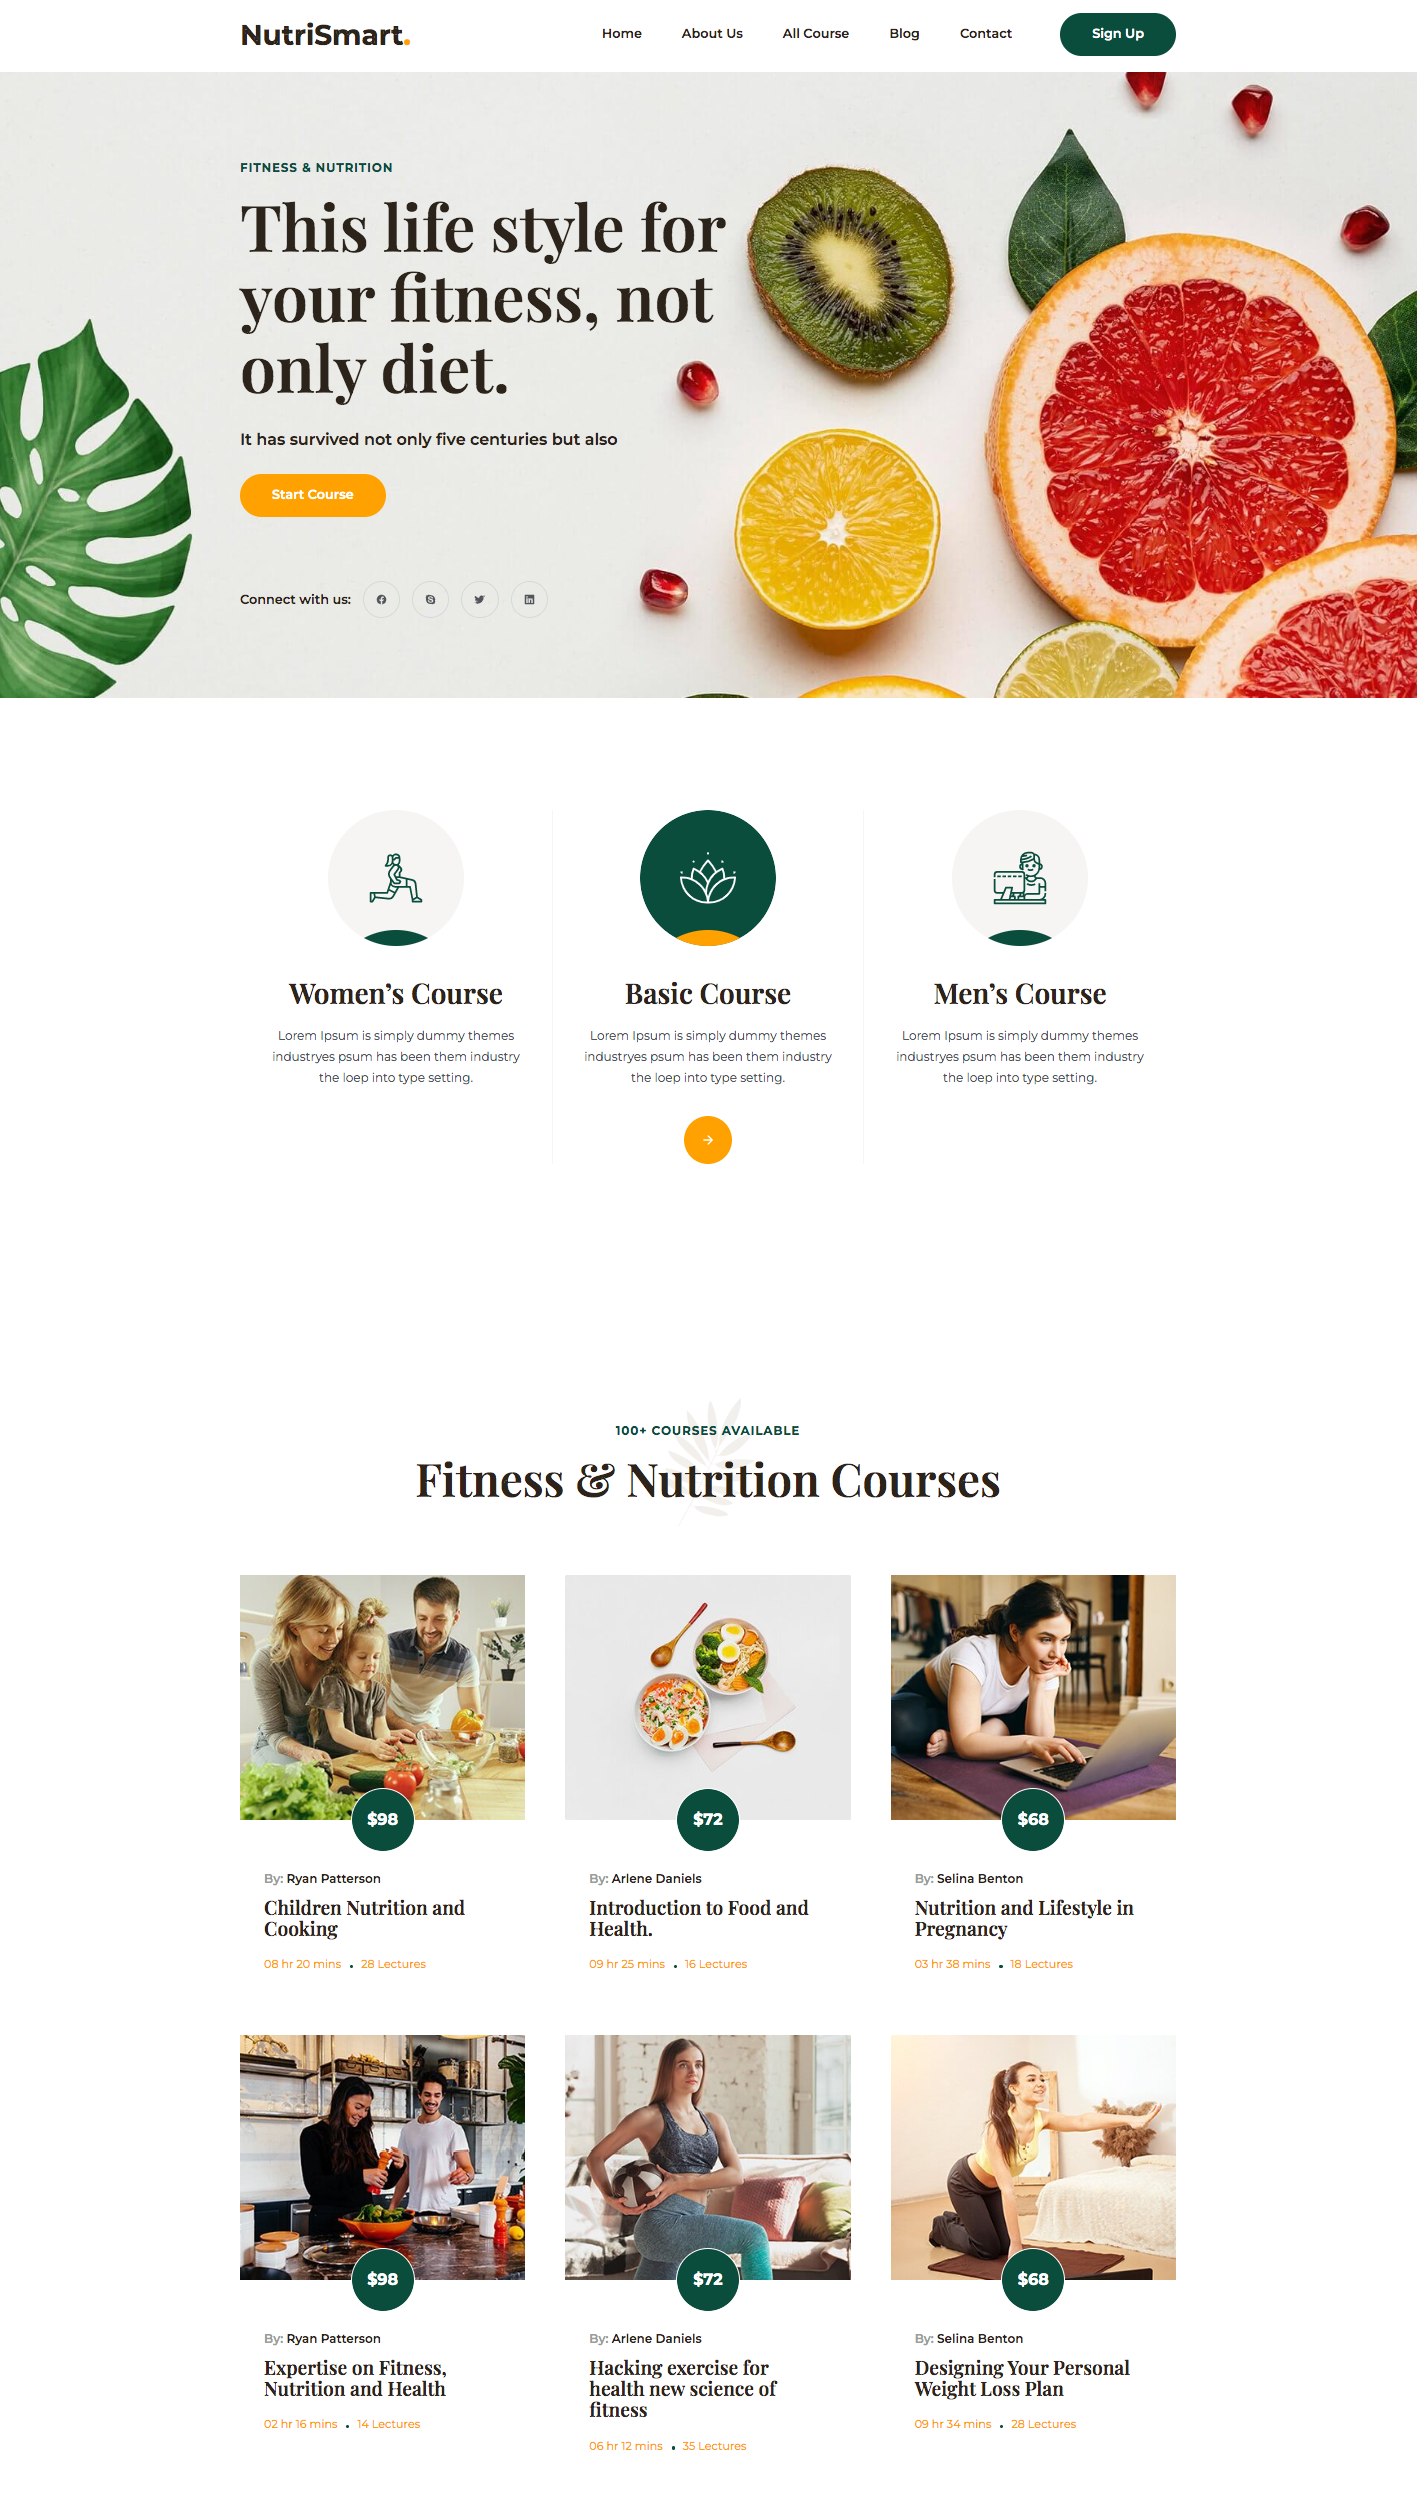 NutriSmart.
Home
About Us
All Course
Blog
Contact
Sign Up
FITNESS & NUTRITION
This life style for
your fitness, not
only diet.
It has survived not only five centuries but also
Start Course
Connect with us:
Women’s Course
Lorem Ipsum is simply dummy themes
industryes psum has been them industry
the loep into type setting.
Basic Course
Lorem Ipsum is simply dummy themes
industryes psum has been them industry
the loep into type setting.
Men’s Course
Lorem Ipsum is simply dummy themes
industryes psum has been them industry
the loep into type setting.
100+ COURSES AVAILABLE
Fitness & Nutrition Courses
$98
By: Ryan Patterson
Children Nutrition and
Cooking
08 hr 20 mins • 28 Lectures
$72
By: Arlene Daniels
Introduction to Food and
Health.
09 hr 25 mins • 16 Lectures
$68
By: Selina Benton
Nutrition and Lifestyle in
Pregnancy
03 hr 38 mins • 18 Lectures
$98
By: Ryan Patterson
Expertise on Fitness,
Nutrition and Health
02 hr 16 mins • 14 Lectures
$72
By: Arlene Daniels
Hacking exercise for
health new science of
fitness
06 hr 12 mins • 35 Lectures
$68
By: Selina Benton
Designing Your Personal
Weight Loss Plan
09 hr 34 mins • 28 Lectures